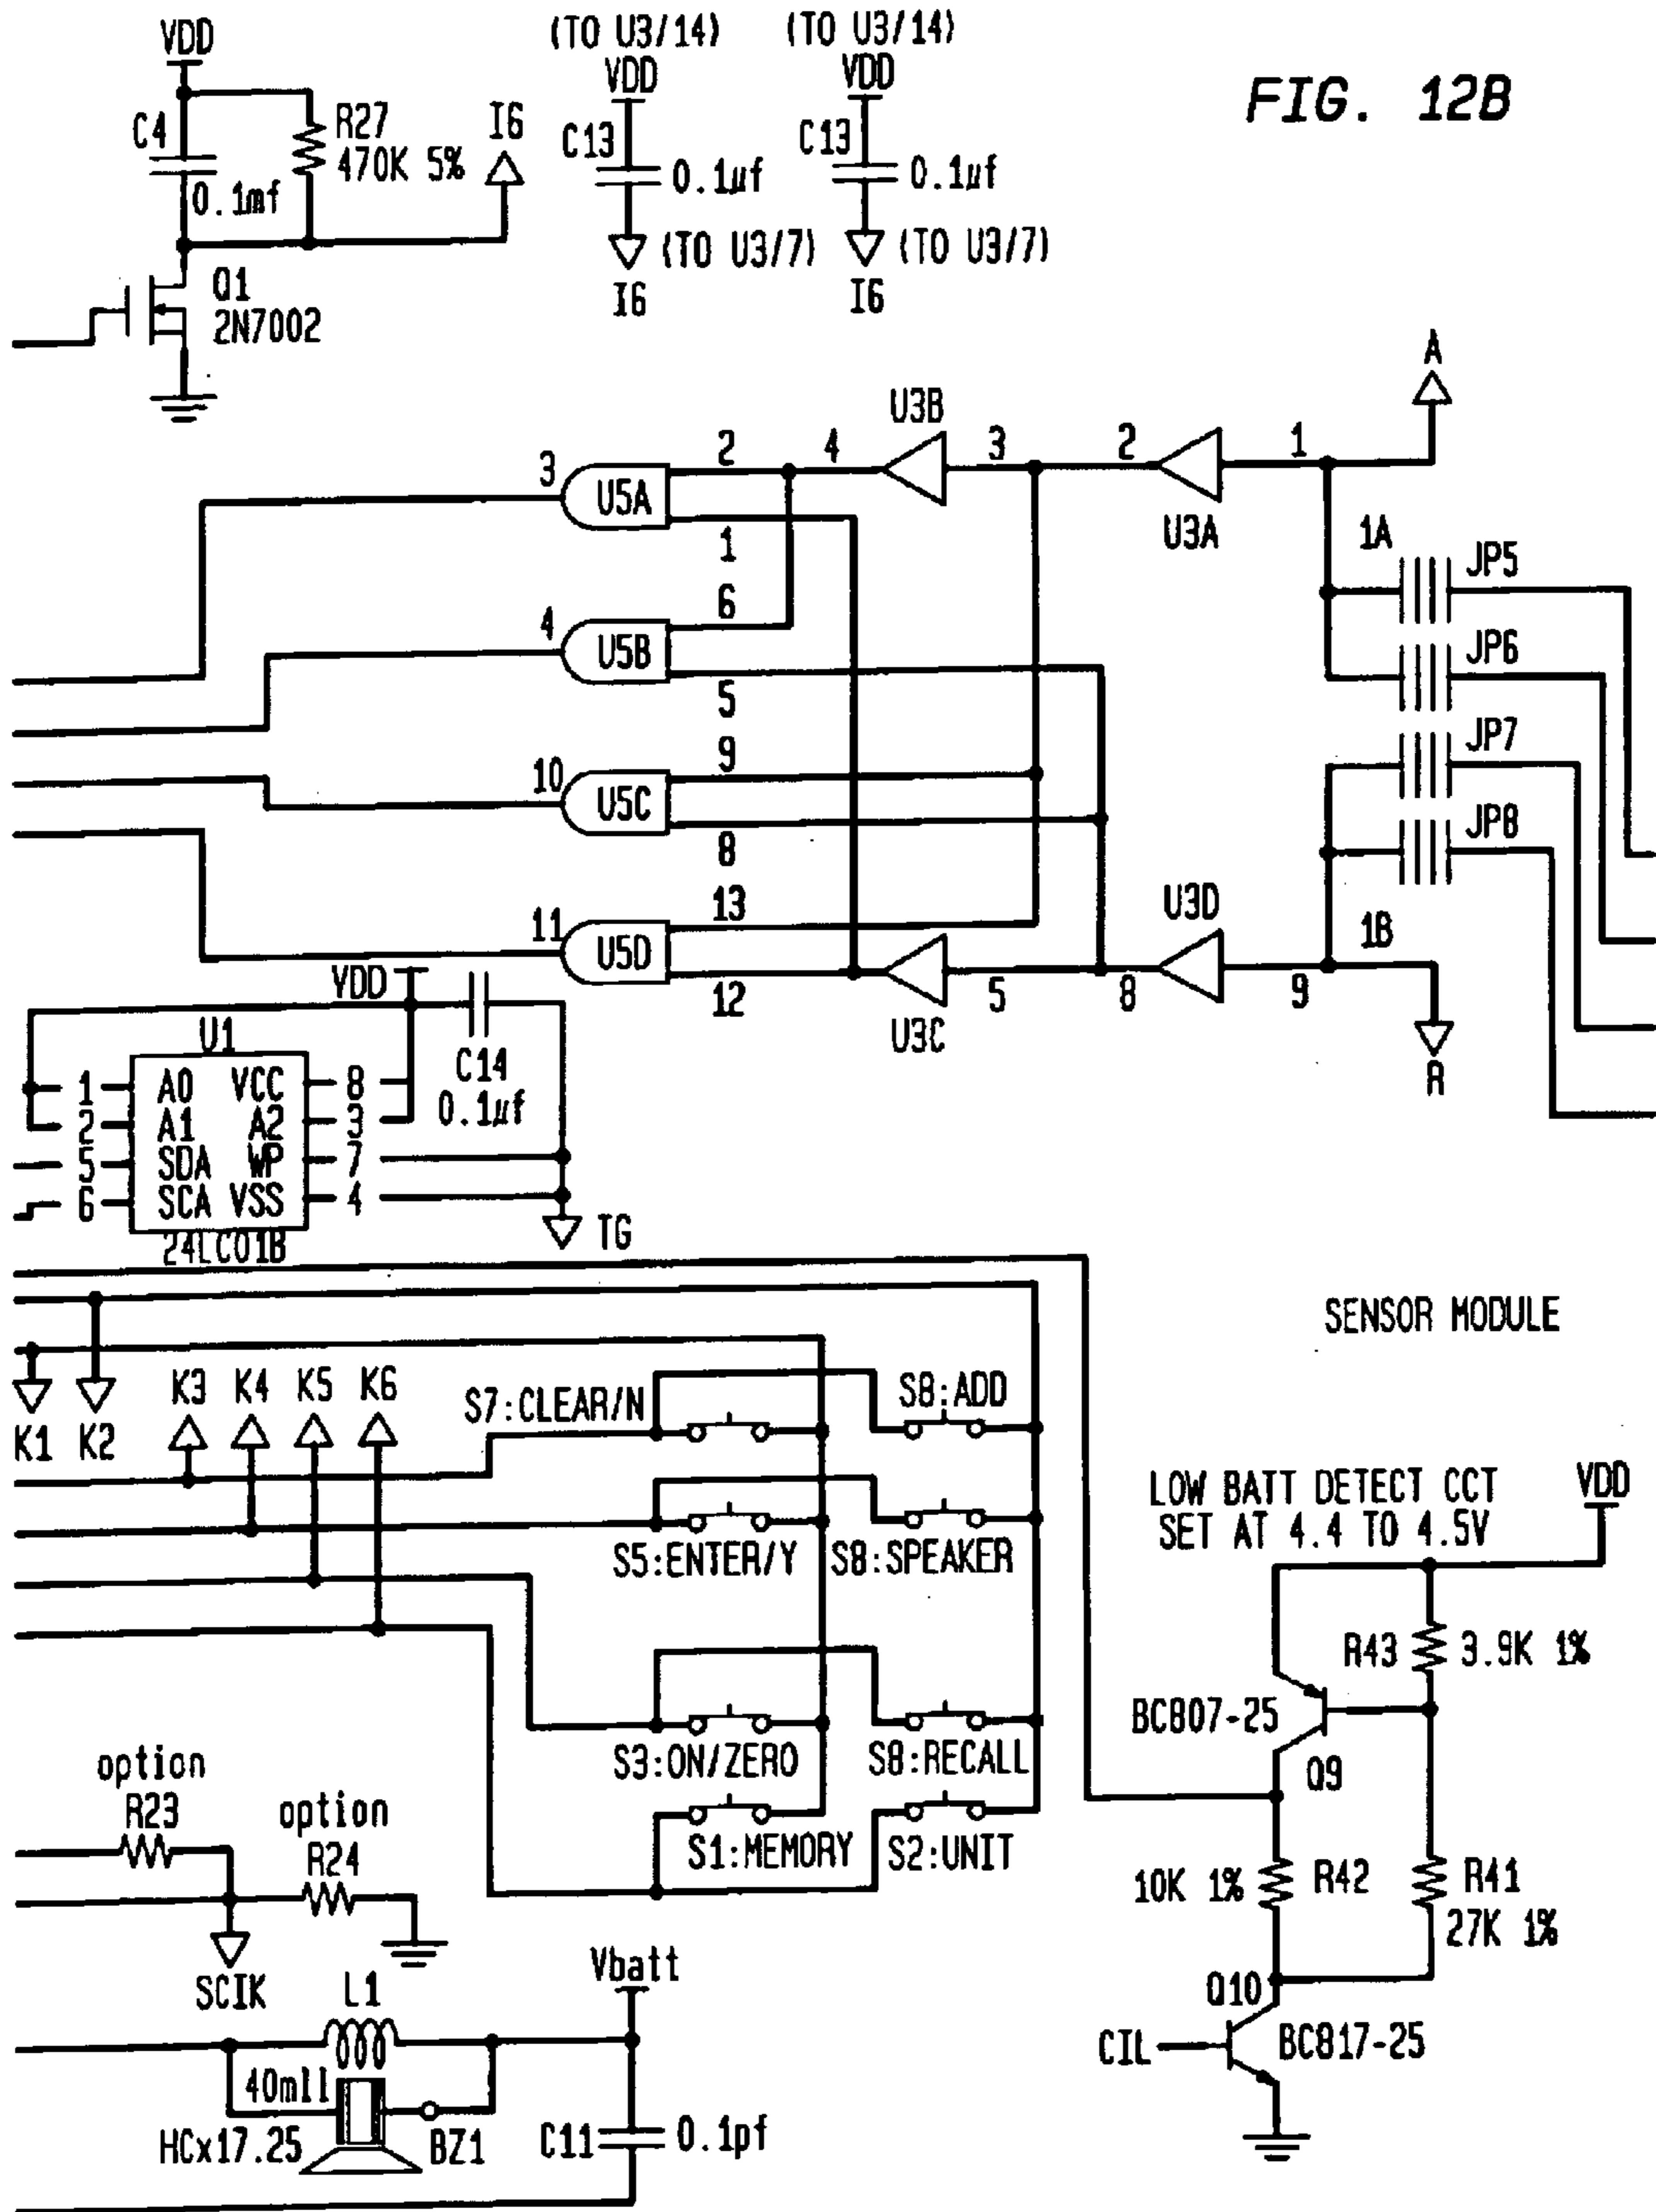 FIG. 12B
VDD
C4
0.1mf
R27
470K 5%
I6
Q1
2N7002
(TO U3/14)
VDD
C13
0.1µf
(TO U3/7)
I6
(TO U3/14)
VDD
C13
0.1µf
(TO U3/7)
I6
A
U3B
3
U5A
2
4
3
2
1
1
U3A
1A
JP5
6
4
U5B
5
JP6
9
10
U5C
8
JP7
JP8
13
11
U5D
12
U3C
5
8
U3D
9
1B
R
VDD
C14
0.1µf
U1
1 A0 VCC 8
2 A1 A2 3
5 SDA WP 7
6 SCA VSS 4
24LC01B
TG
SENSOR MODULE
K1
K2
K3
K4
K5
K6
S7:CLEAR/N
S8:ADD
S5:ENTER/Y
S8:SPEAKER
S3:ON/ZERO
S8:RECALL
S1:MEMORY
S2:UNIT
LOW BATT DETECT CCT
SET AT 4.4 TO 4.5V
VDD
R43
3.9K 1%
BC807-25
Q9
10K 1%
R42
R41
27K 1%
Q10
CIL
BC817-25
option
R23
option
R24
SCIK
L1
40mll
HCx17.25
BZ1
Vbatt
C11
0.1pf